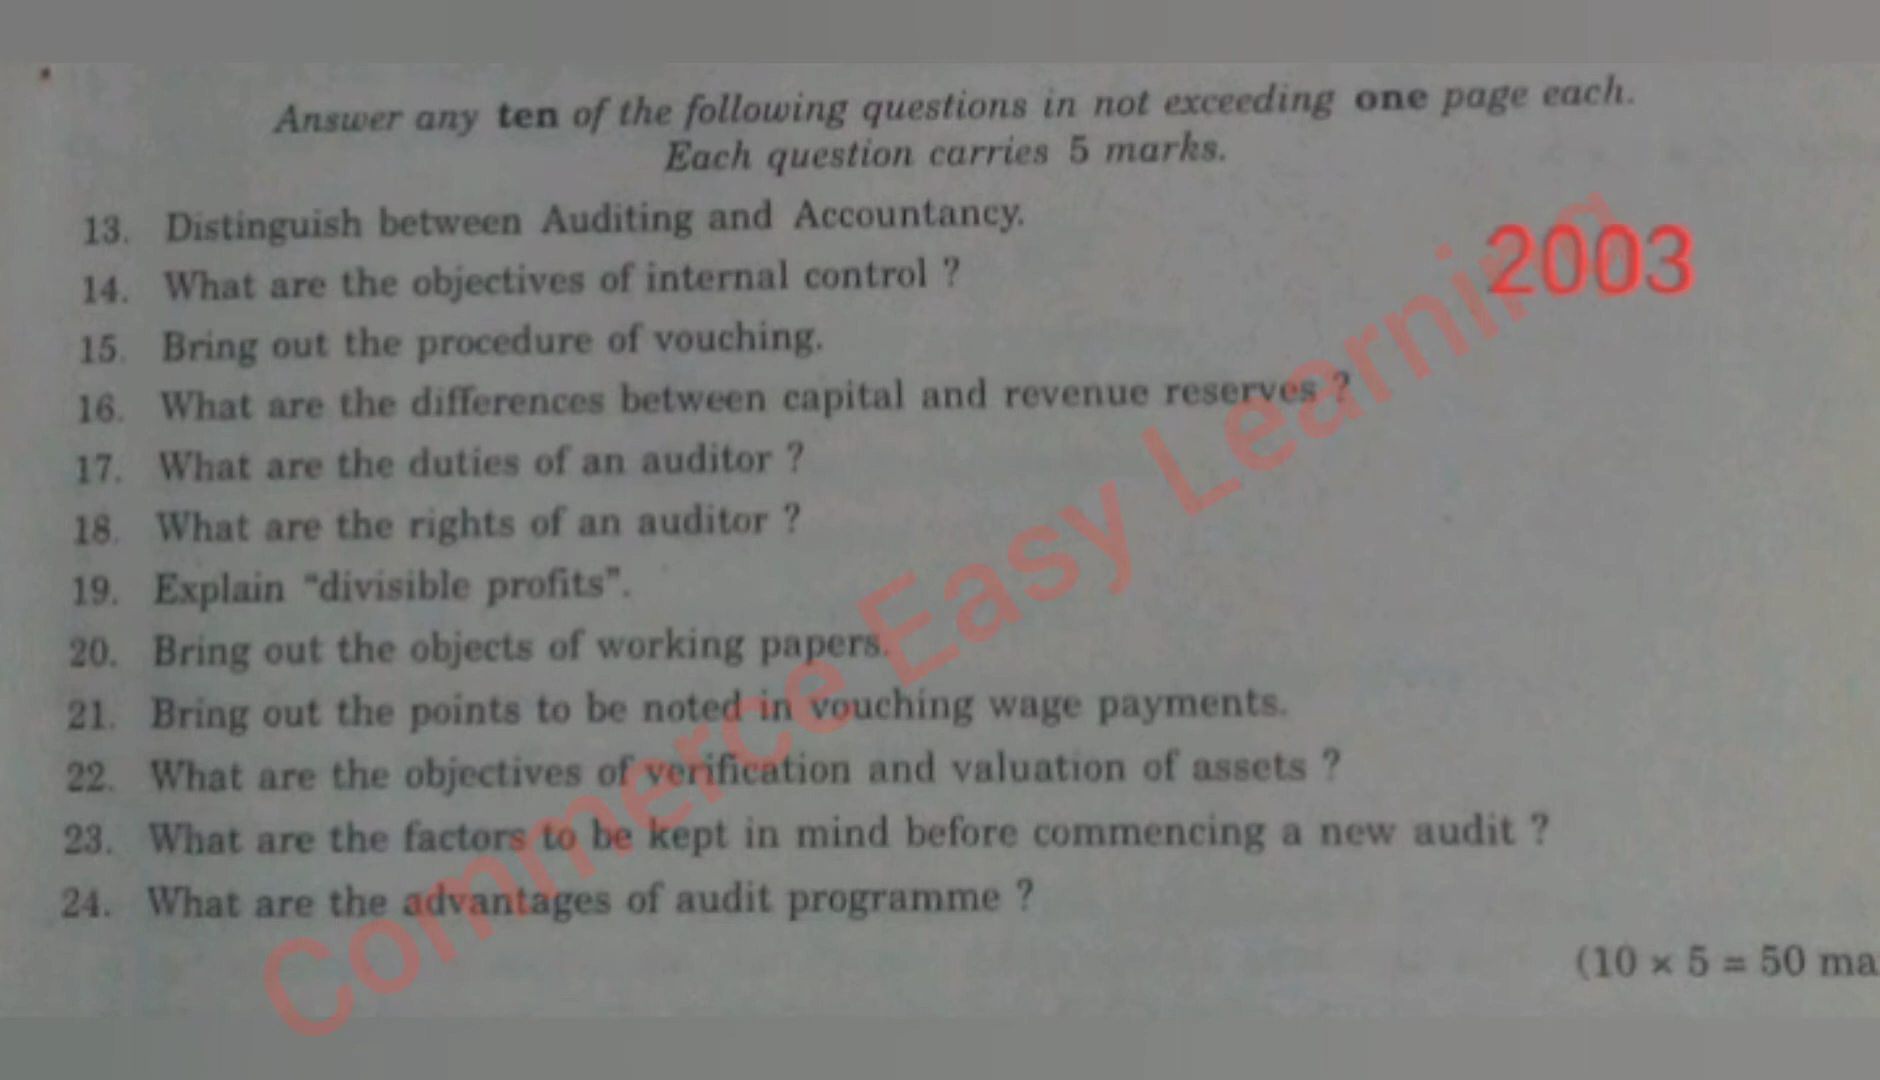 Answer any ten of the following questions in not exceeding one page each.
Each question carries 5 marks.
2003
13. Distinguish between Auditing and Accountancy.
14. What are the objectives of internal control ?
15. Bring out the procedure of vouching.
16. What are the differences between capital and revenue reserves ?
17. What are the duties of an auditor ?
18. What are the rights of an auditor ?
19. Explain "divisible profits".
20. Bring out the objects of working papers.
21. Bring out the points to be noted in vouching wage payments.
22. What are the objectives of verification and valuation of assets ?
23. What are the factors to be kept in mind before commencing a new audit ?
24. What are the advantages of audit programme ?
(10 × 5 = 50 ma
Commerce Easy Learning